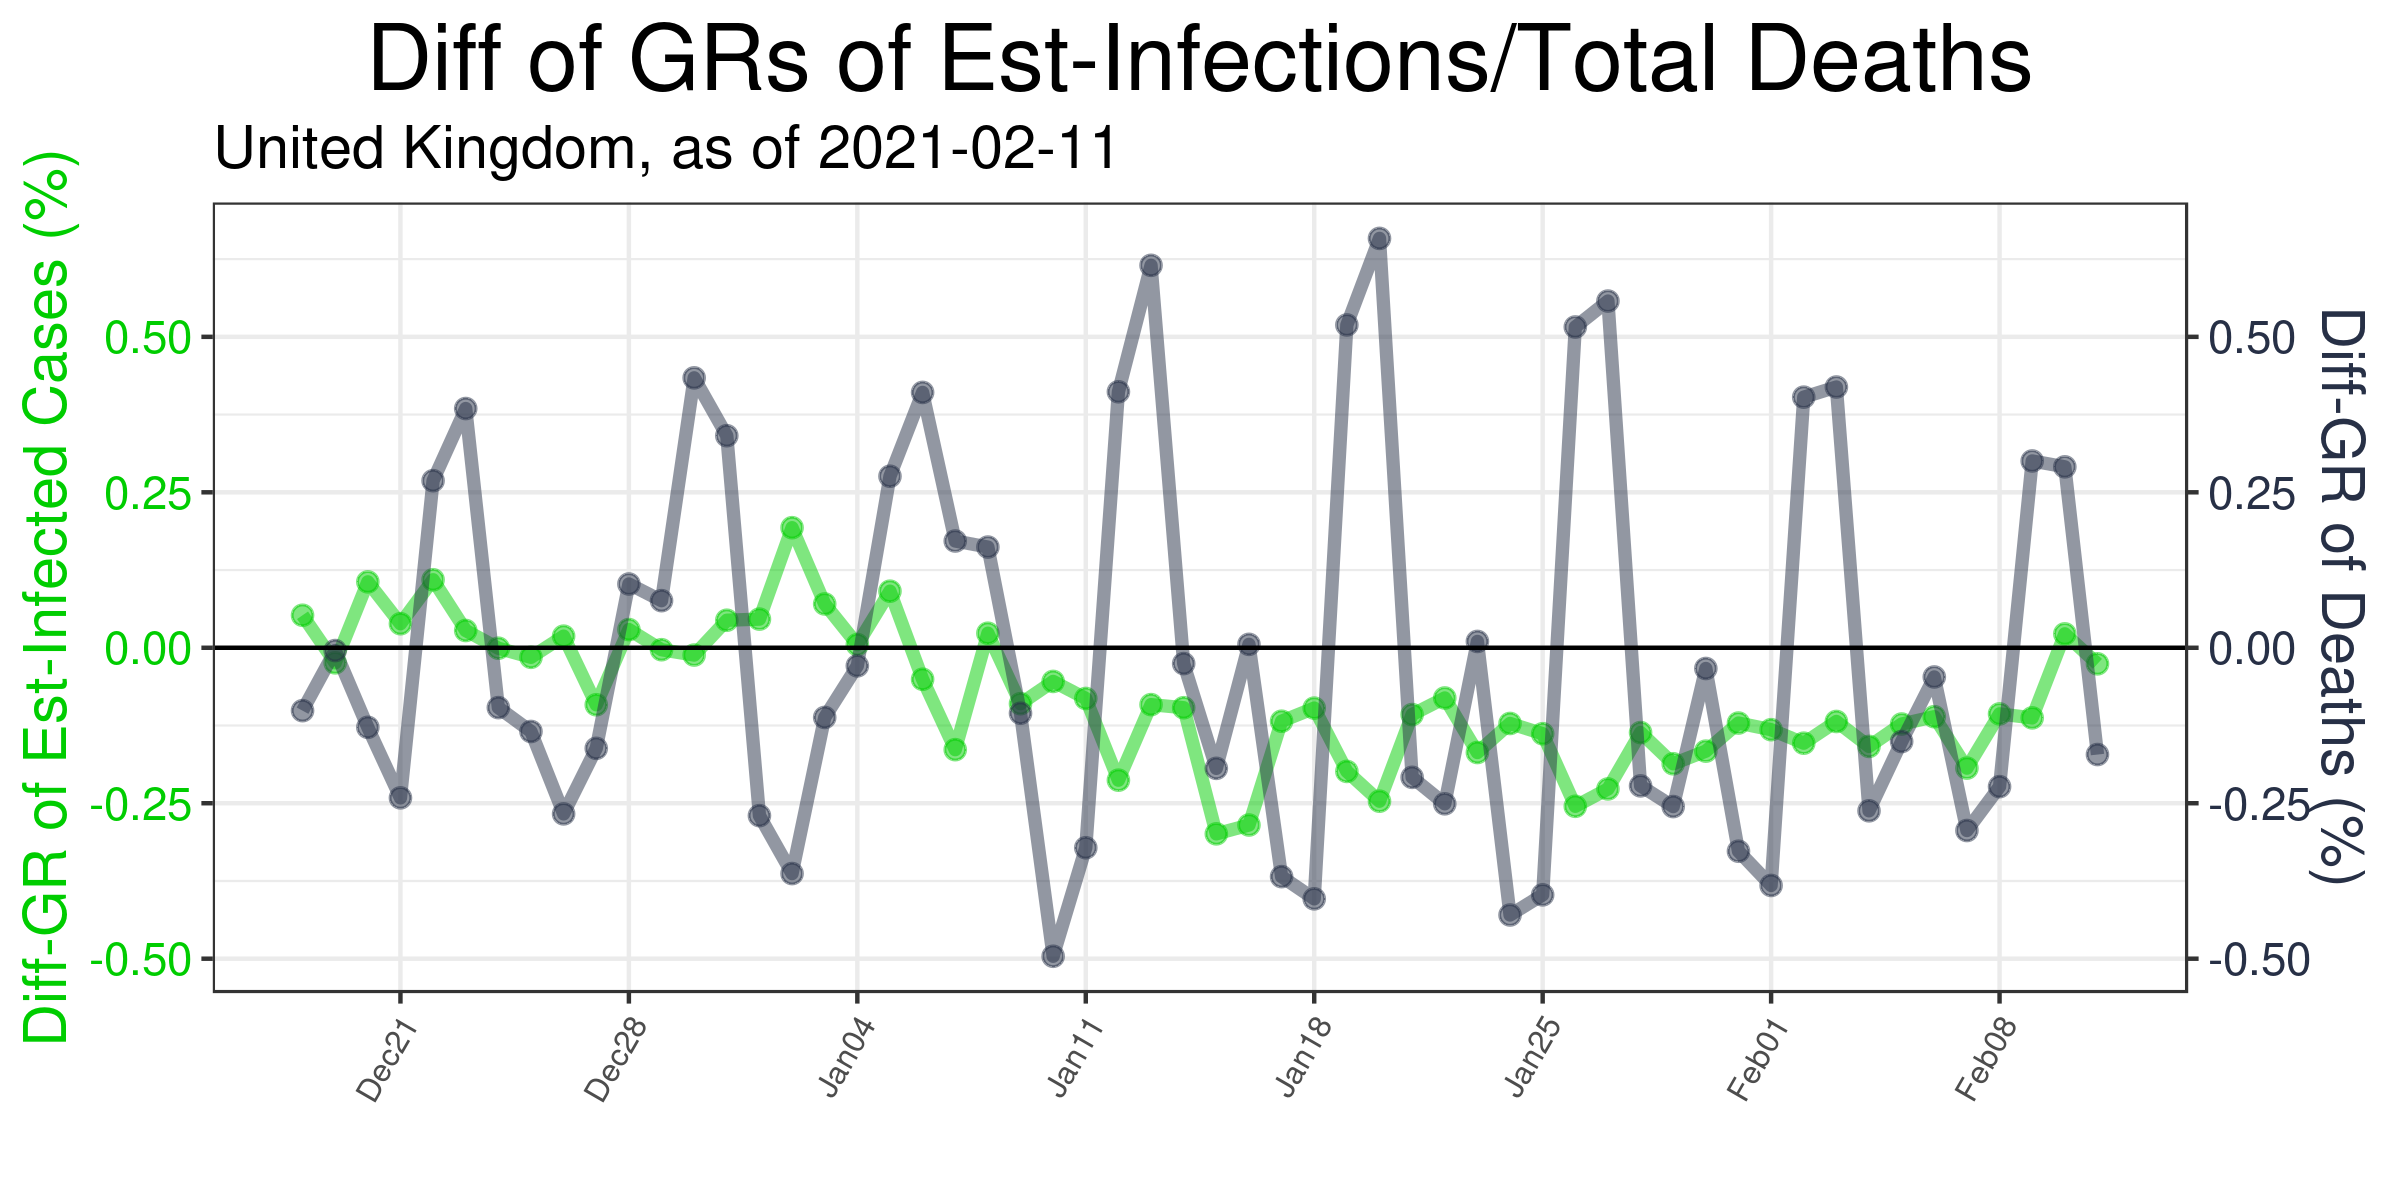 Diff of GRs of Est-Infections/Total Deaths
United Kingdom, as of 2021-02-11
Diff-GR of Est-Infected Cases (%)
0.50
0.25
0.00
-0.25
-0.50
0.50
0.25
0.00
-0.25
-0.50
Diff-GR of Deaths (%)
Dec21
Dec28
Jan04
Jan11
Jan18
Jan25
Feb01
Feb08